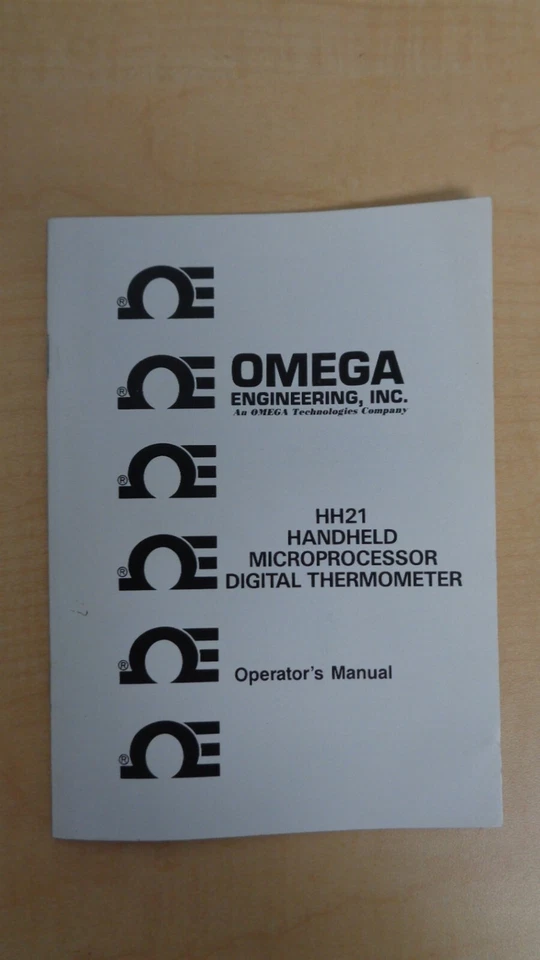 OMEGA
ENGINEERING, INC.
An OMEGA Technologies Company
HH21
HANDHELD
MICROPROCESSOR
DIGITAL THERMOMETER
Operator's Manual